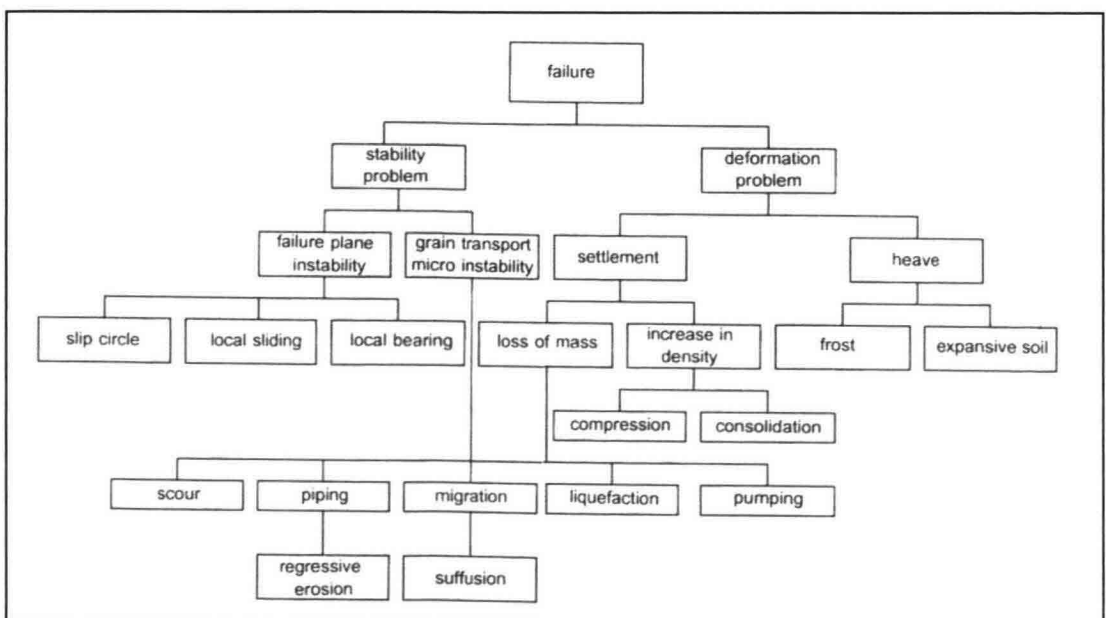 failure
stability
problem
deformation
problem
failure plane
instability
grain transport
micro instability
settlement
heave
slip circle
local sliding
local bearing
loss of mass
increase in
density
frost
expansive soil
compression
consolidation
scour
piping
migration
liquefaction
pumping
regressive
erosion
suffusion